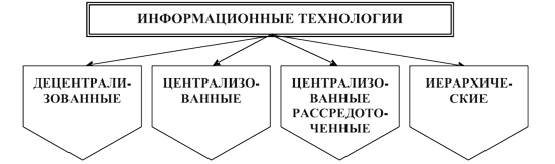 ИНФОРМАЦИОННЫЕ ТЕХНОЛОГИИ
ДЕЦЕНТРАЛИ-
ЗОВАННЫЕ
ЦЕНТРАЛИЗО-
ВАННЫЕ
ЦЕНТРАЛИЗО-
ВАННЫЕ
РАССРЕДОТО-
ЧЕННЫЕ
ИЕРАРХИЧЕ-
СКИЕ